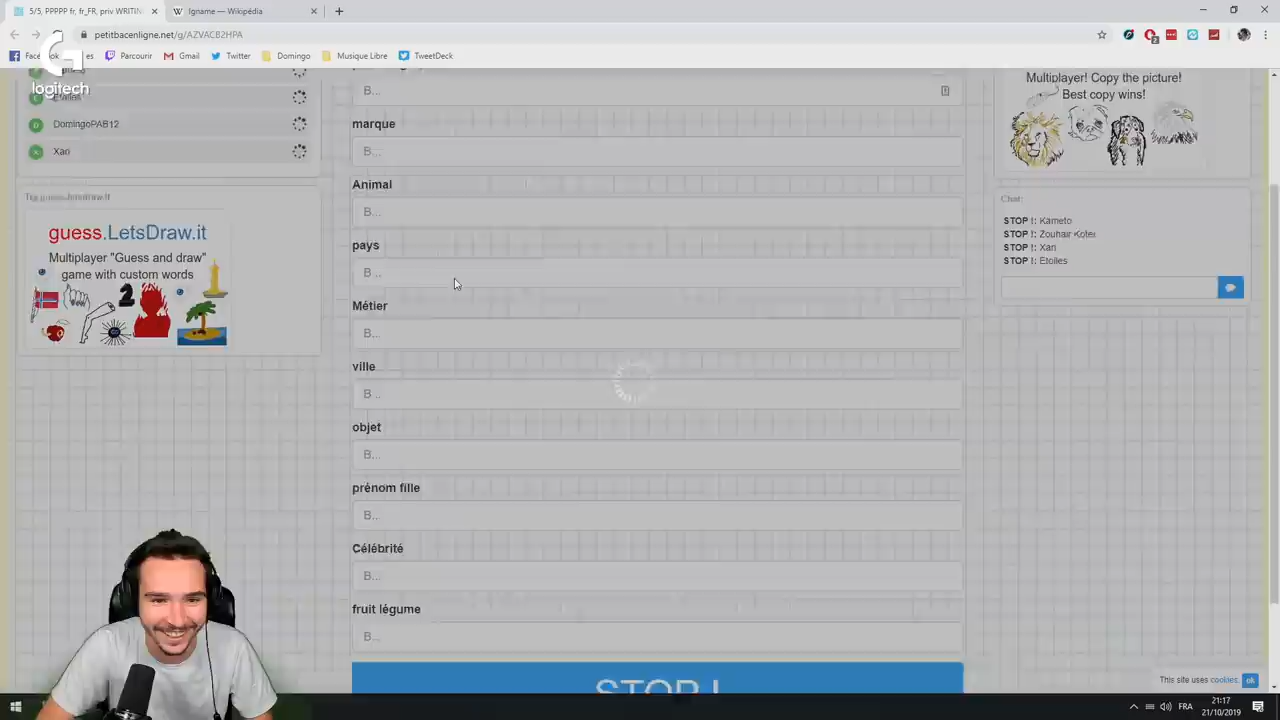 5/5, PPPPP fr, fr_FR, priv WRITIN
Igname — Wikipédia
petitbacenligne.net/g/AZVACB2HPA
Parcourir
Gmail
Twitter
Domingo
Musique Libre
TweetDeck
logitech
Etoiles
DomingoPAB12
Xari
guess.LetsDraw.it
Multiplayer "Guess and draw"
game with custom words
B...
marque
B...
Animal
B...
pays
B...
Métier
B...
ville
B...
objet
B...
prénom fille
B...
Célébrité
B...
fruit légume
B...
STOP !
Multiplayer! Copy the picture!
Best copy wins!
Chat:
STOP !: Kameto
STOP !: Zouhair Kotei
STOP !: Xari
STOP !: Etoiles
This site uses cookies. ok
FRA
21:17
21/10/2019